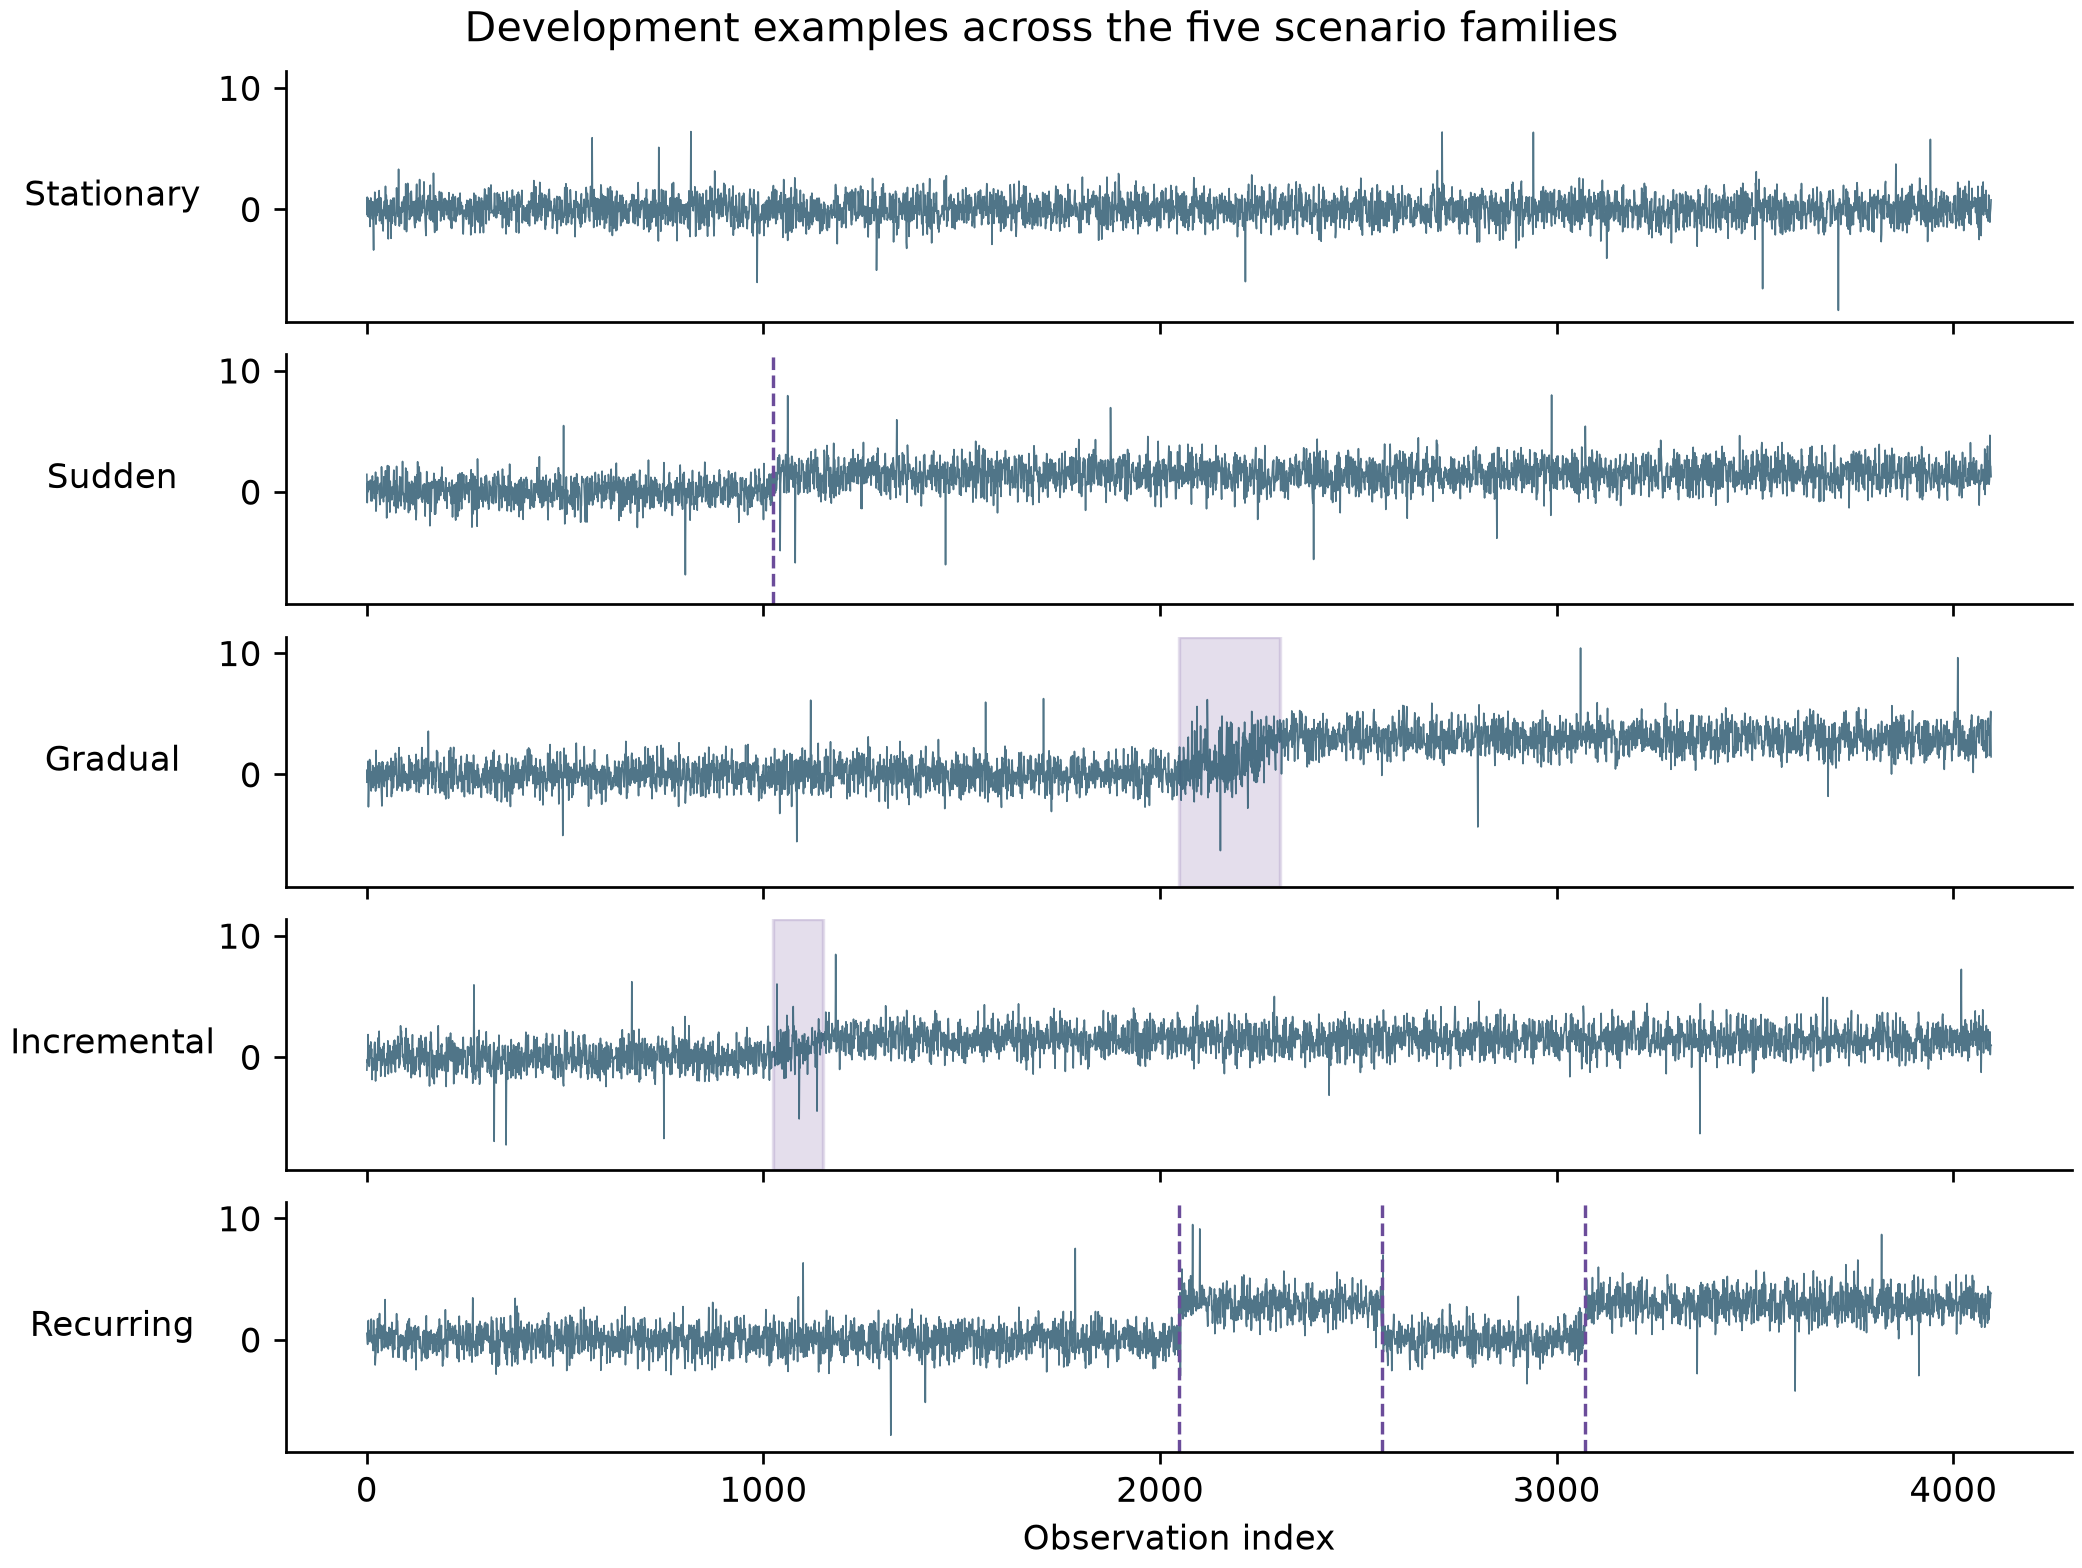 Development examples across the five scenario families
10
Stationary
0
10
Sudden
0
10
Gradual
0
10
Incremental
0
10
Recurring
0
0 1000 2000 3000 4000
Observation index